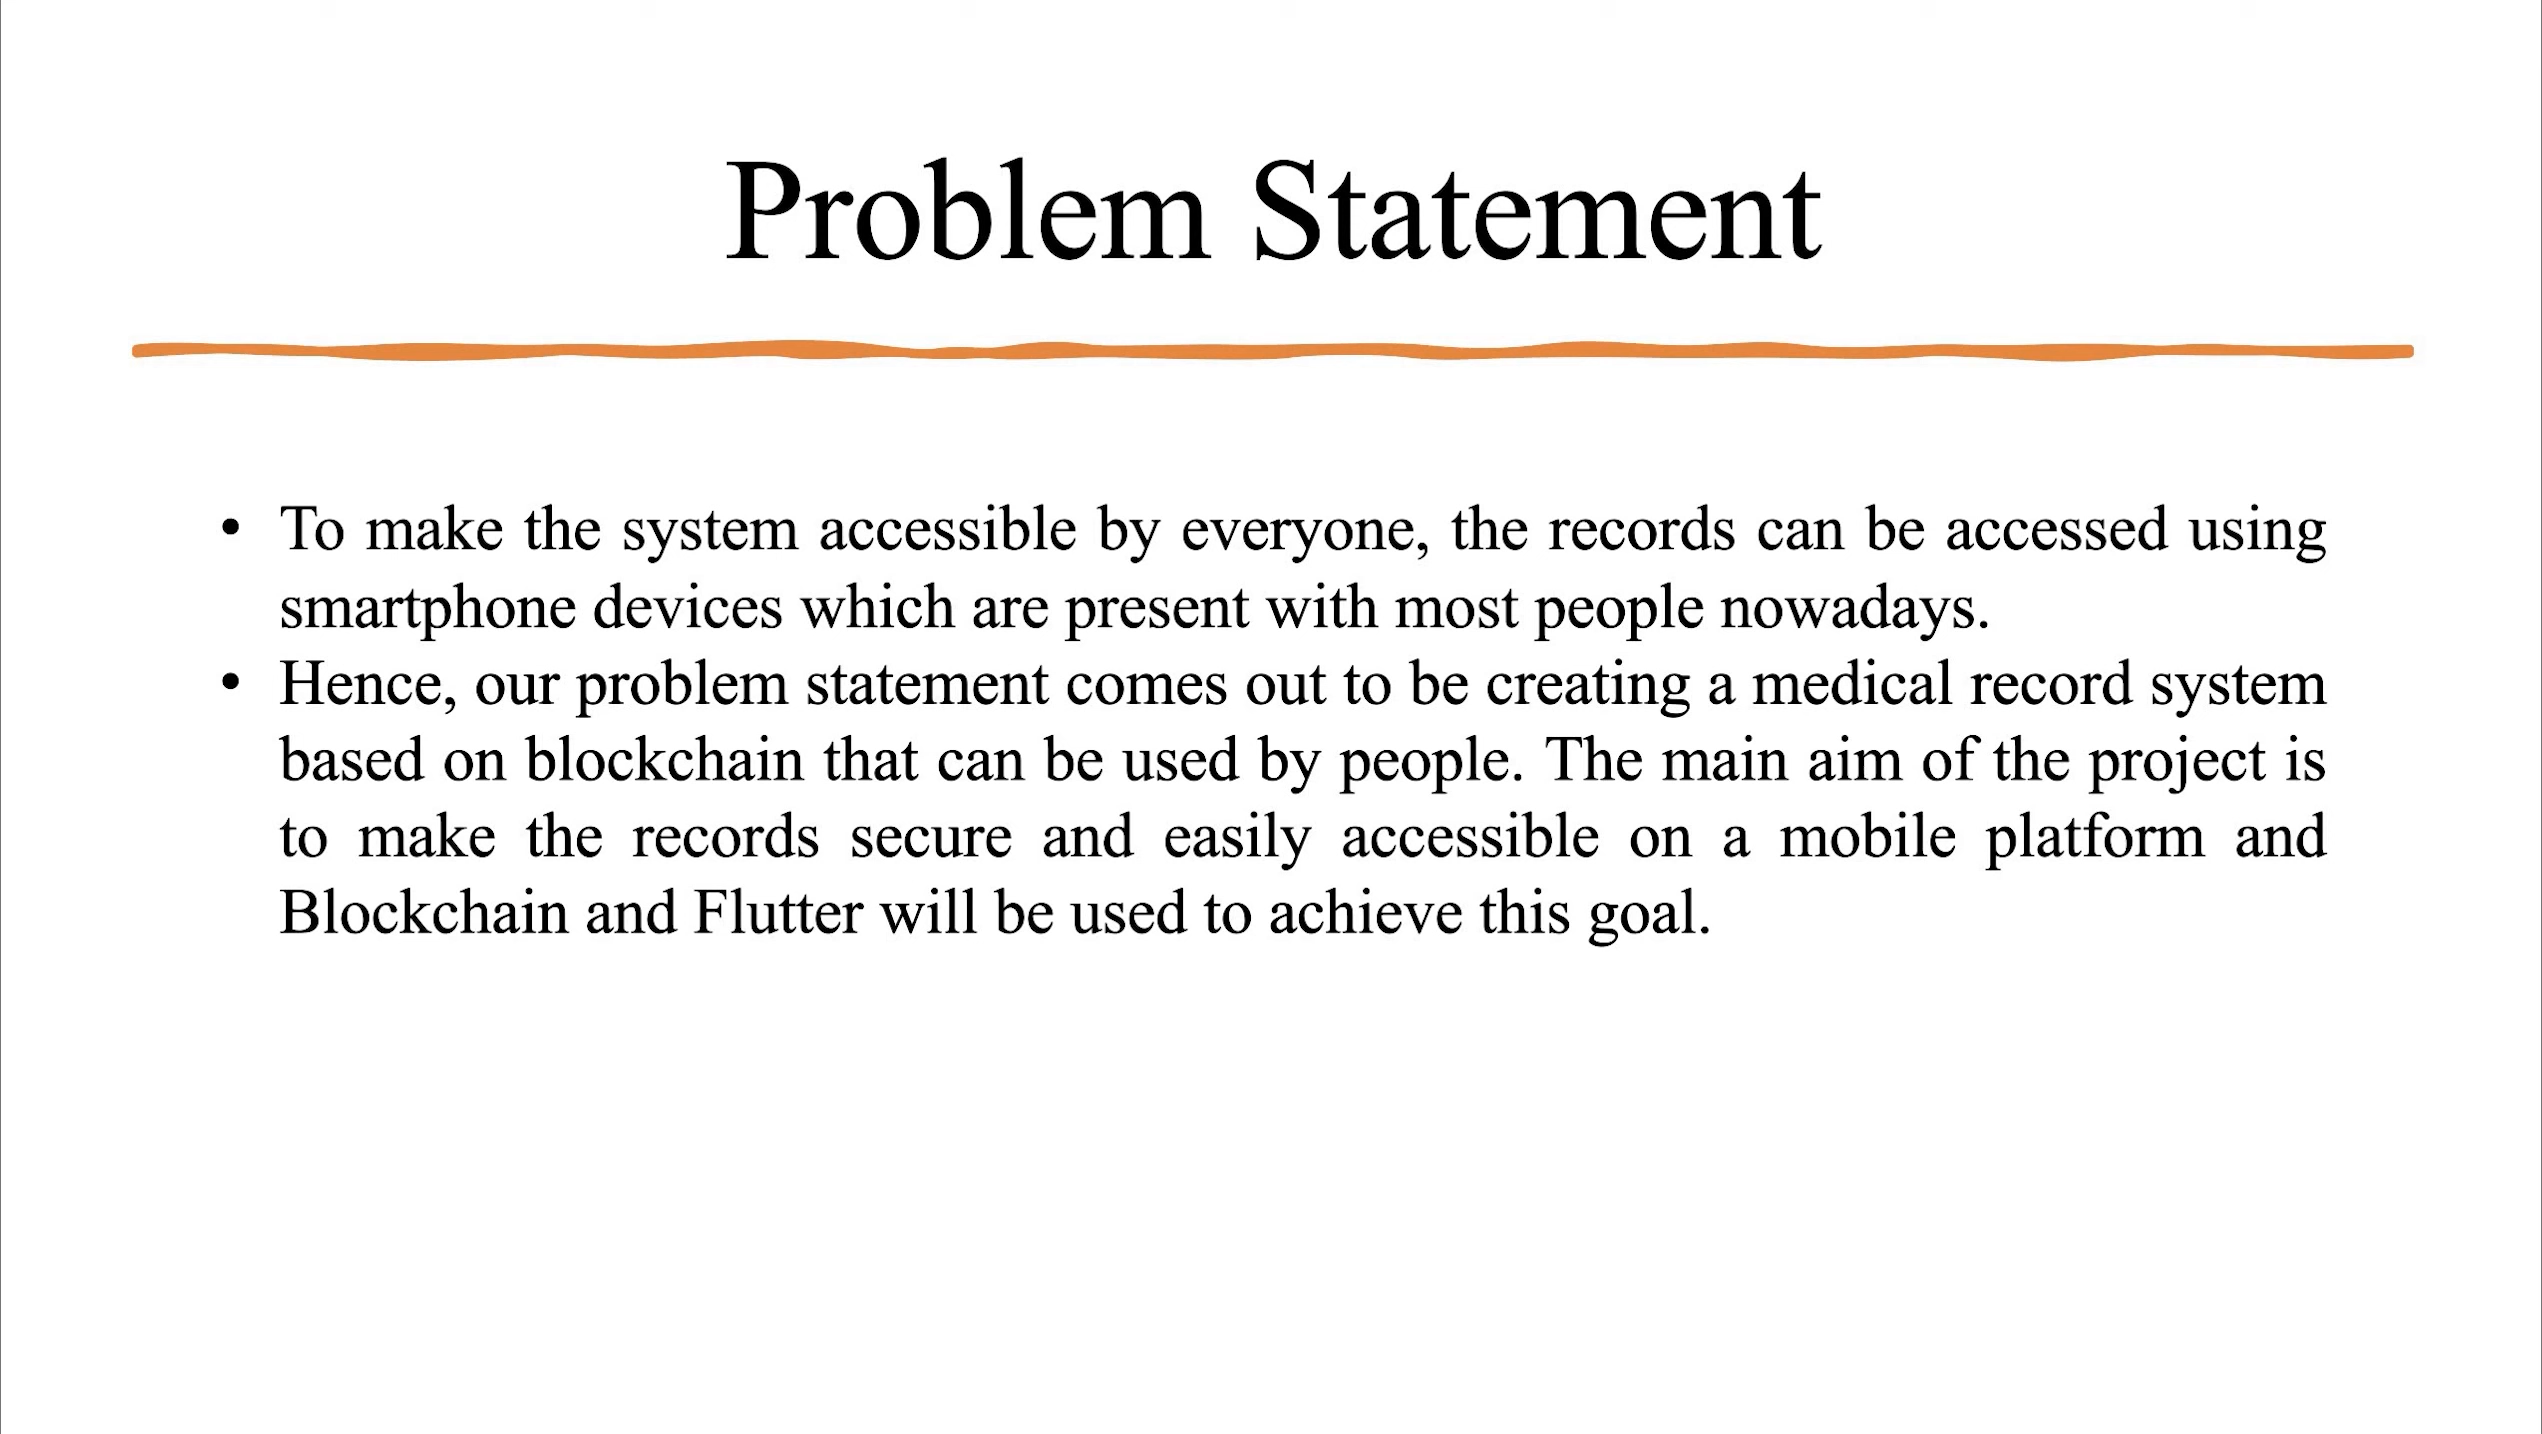 Problem Statement
• To make the system accessible by everyone, the records can be accessed using
smartphone devices which are present with most people nowadays.
• Hence, our problem statement comes out to be creating a medical record system
based on blockchain that can be used by people. The main aim of the project is
to make the records secure and easily accessible on a mobile platform and
Blockchain and Flutter will be used to achieve this goal.